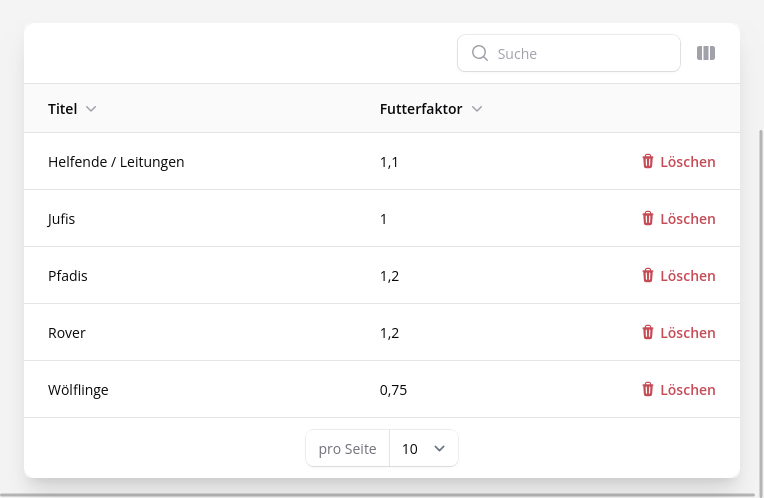 Suche
Titel Futterfaktor
Helfende / Leitungen 1,1 Löschen
Jufis 1 Löschen
Pfadis 1,2 Löschen
Rover 1,2 Löschen
Wölflinge 0,75 Löschen
pro Seite 10